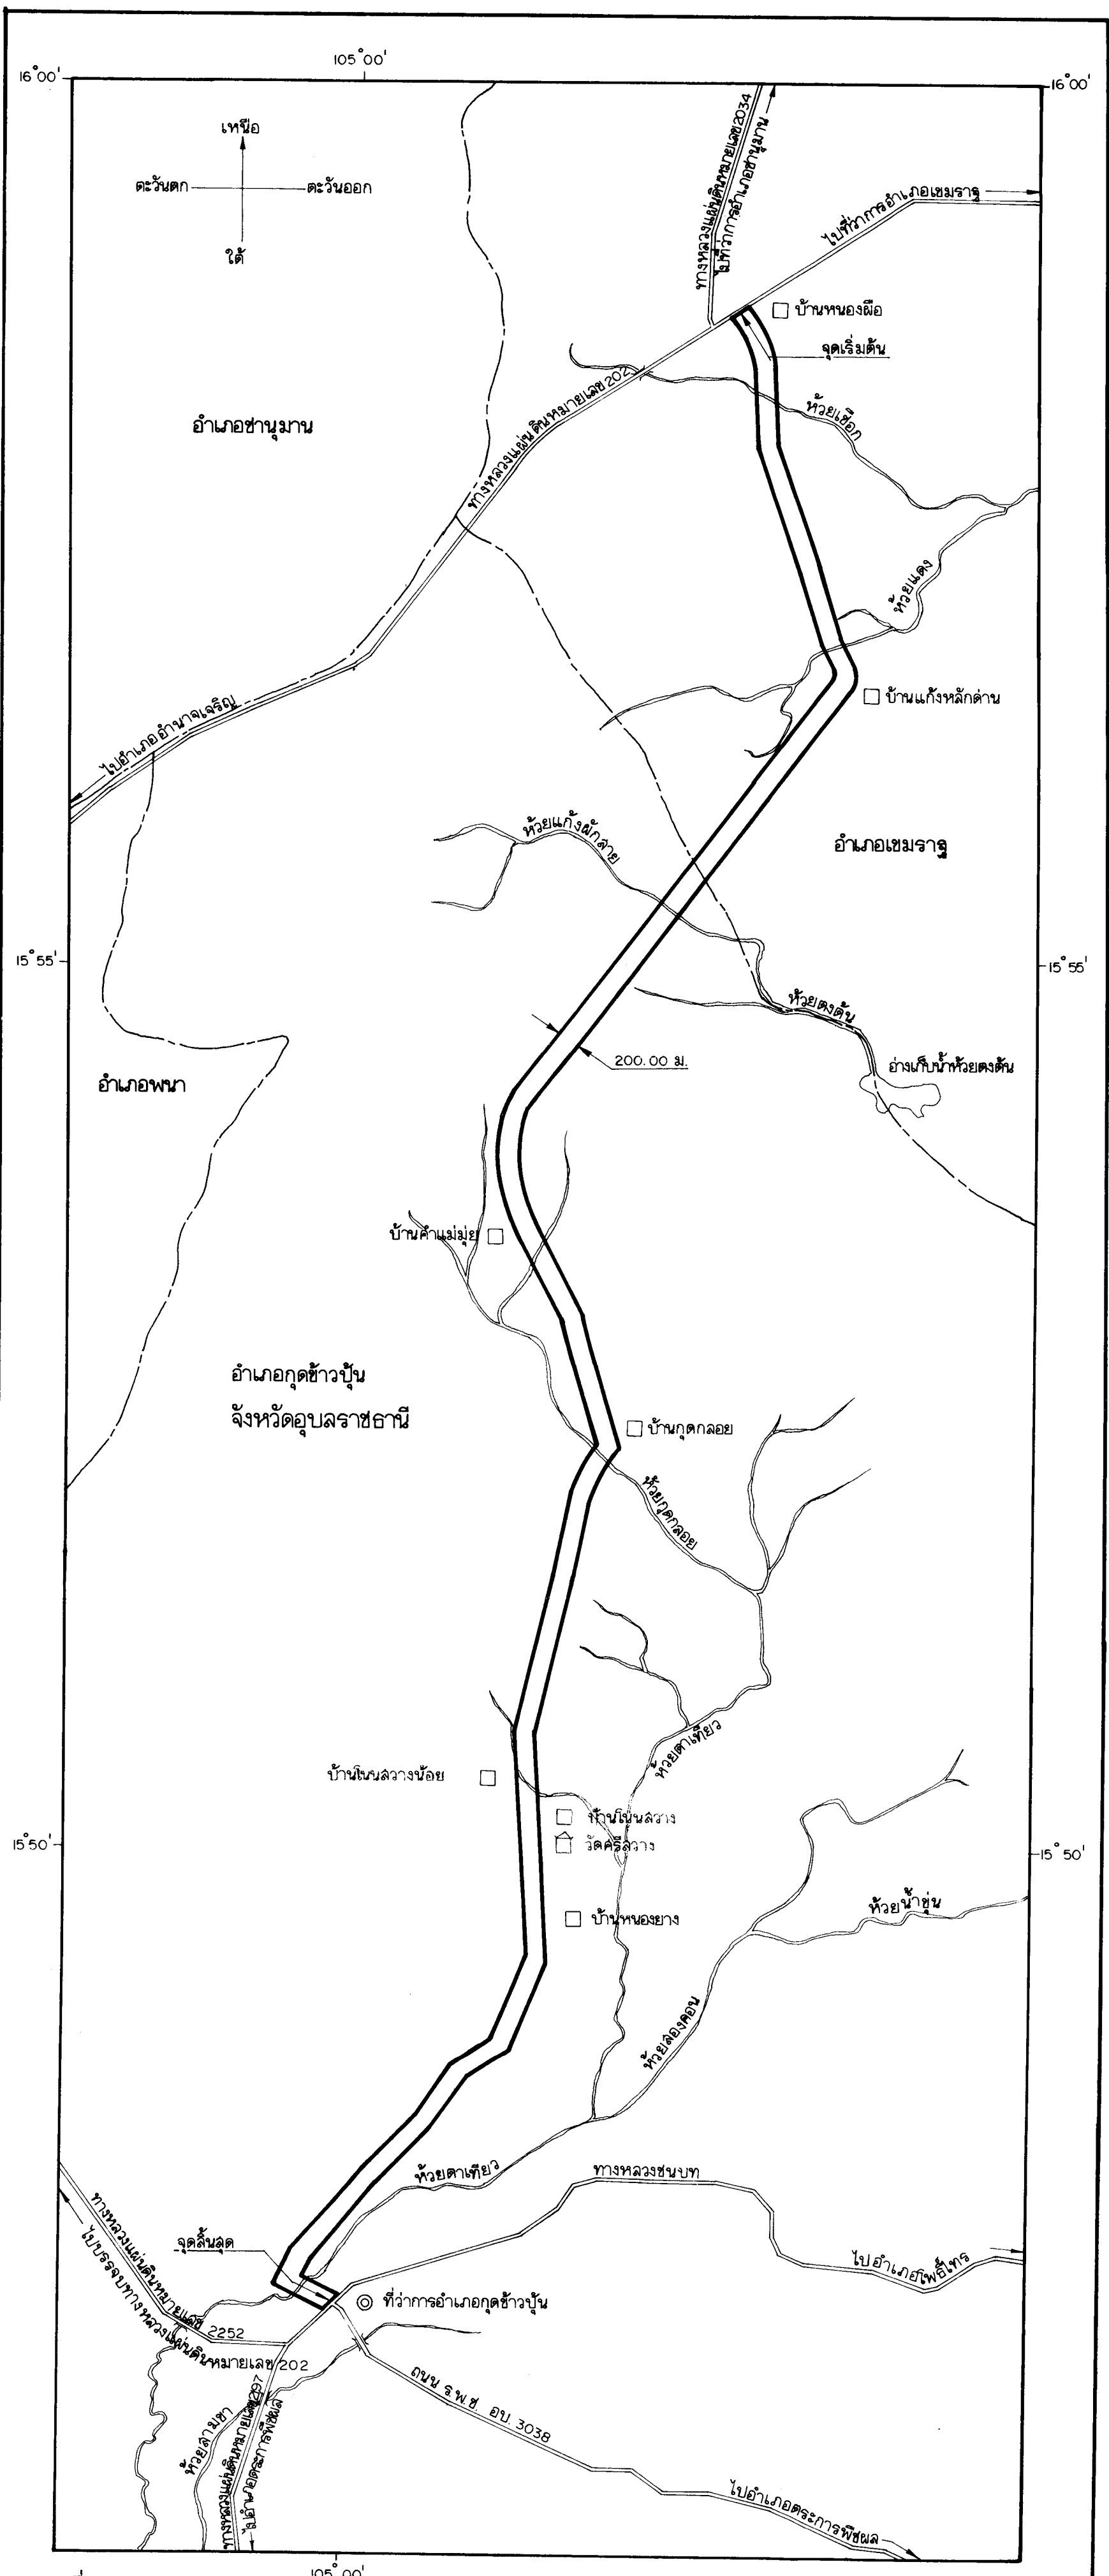 105°00'
16°00'
16°00'
เหนือ
ตะวันตก
ตะวันออก
ใต้
ทางหลวงแผ่นดินหมายเลข 2034
ไปที่ว่าการอำเภอชานุมาน
ไปที่ว่าการอำเภอเขมราฐ
บ้านหนองผือ
จุดเริ่มต้น
ทางหลวงแผ่นดินหมายเลข 202
ห้วยเชือก
อำเภอชานุมาน
ห้วยแดง
บ้านแก้งหลักด่าน
ไปอำเภออำนาจเจริญ
ห้วยแก้งผักลาย
อำเภอเขมราฐ
15°55'
15°55'
ห้วยตงต้น
200.00 ม.
อ่างเก็บน้ำห้วยตงต้น
อำเภอพนา
บ้านคำแม่มุ่ย
อำเภอกุดข้าวปุ้น
จังหวัดอุบลราชธานี
บ้านกุดกลอย
ห้วยกุดกลอย
ห้วยตาเทียว
บ้านโนนสวางน้อย
บ้านโนนสวาง
15°50'
วัดศรีสวาง
15°50'
ห้วยน้ำขุ่น
บ้านหนองยาง
ห้วยสองคอน
ห้วยตาเทียว
ทางหลวงชนบท
ทางหลวงแผ่นดินหมายเลข 2252
ไปบรรจบทางหลวงแผ่นดินหมายเลข 202
จุดสิ้นสุด
ไปอำเภอโพธิ์ไทร
ที่ว่าการอำเภอกุดข้าวปุ้น
ถนน ร.พ.ช. อบ. 3038
ห้วยสามขา
ไปอำเภอตระการพืชผล
ไปอำเภอตระการพืชผล
105°00'